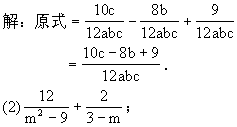 解：原式 = 10c/12abc − 8b/12abc + 9/12abc
= (10c−8b+9)/12abc .
(2) 12/(m²−9) + 2/(3−m) ;